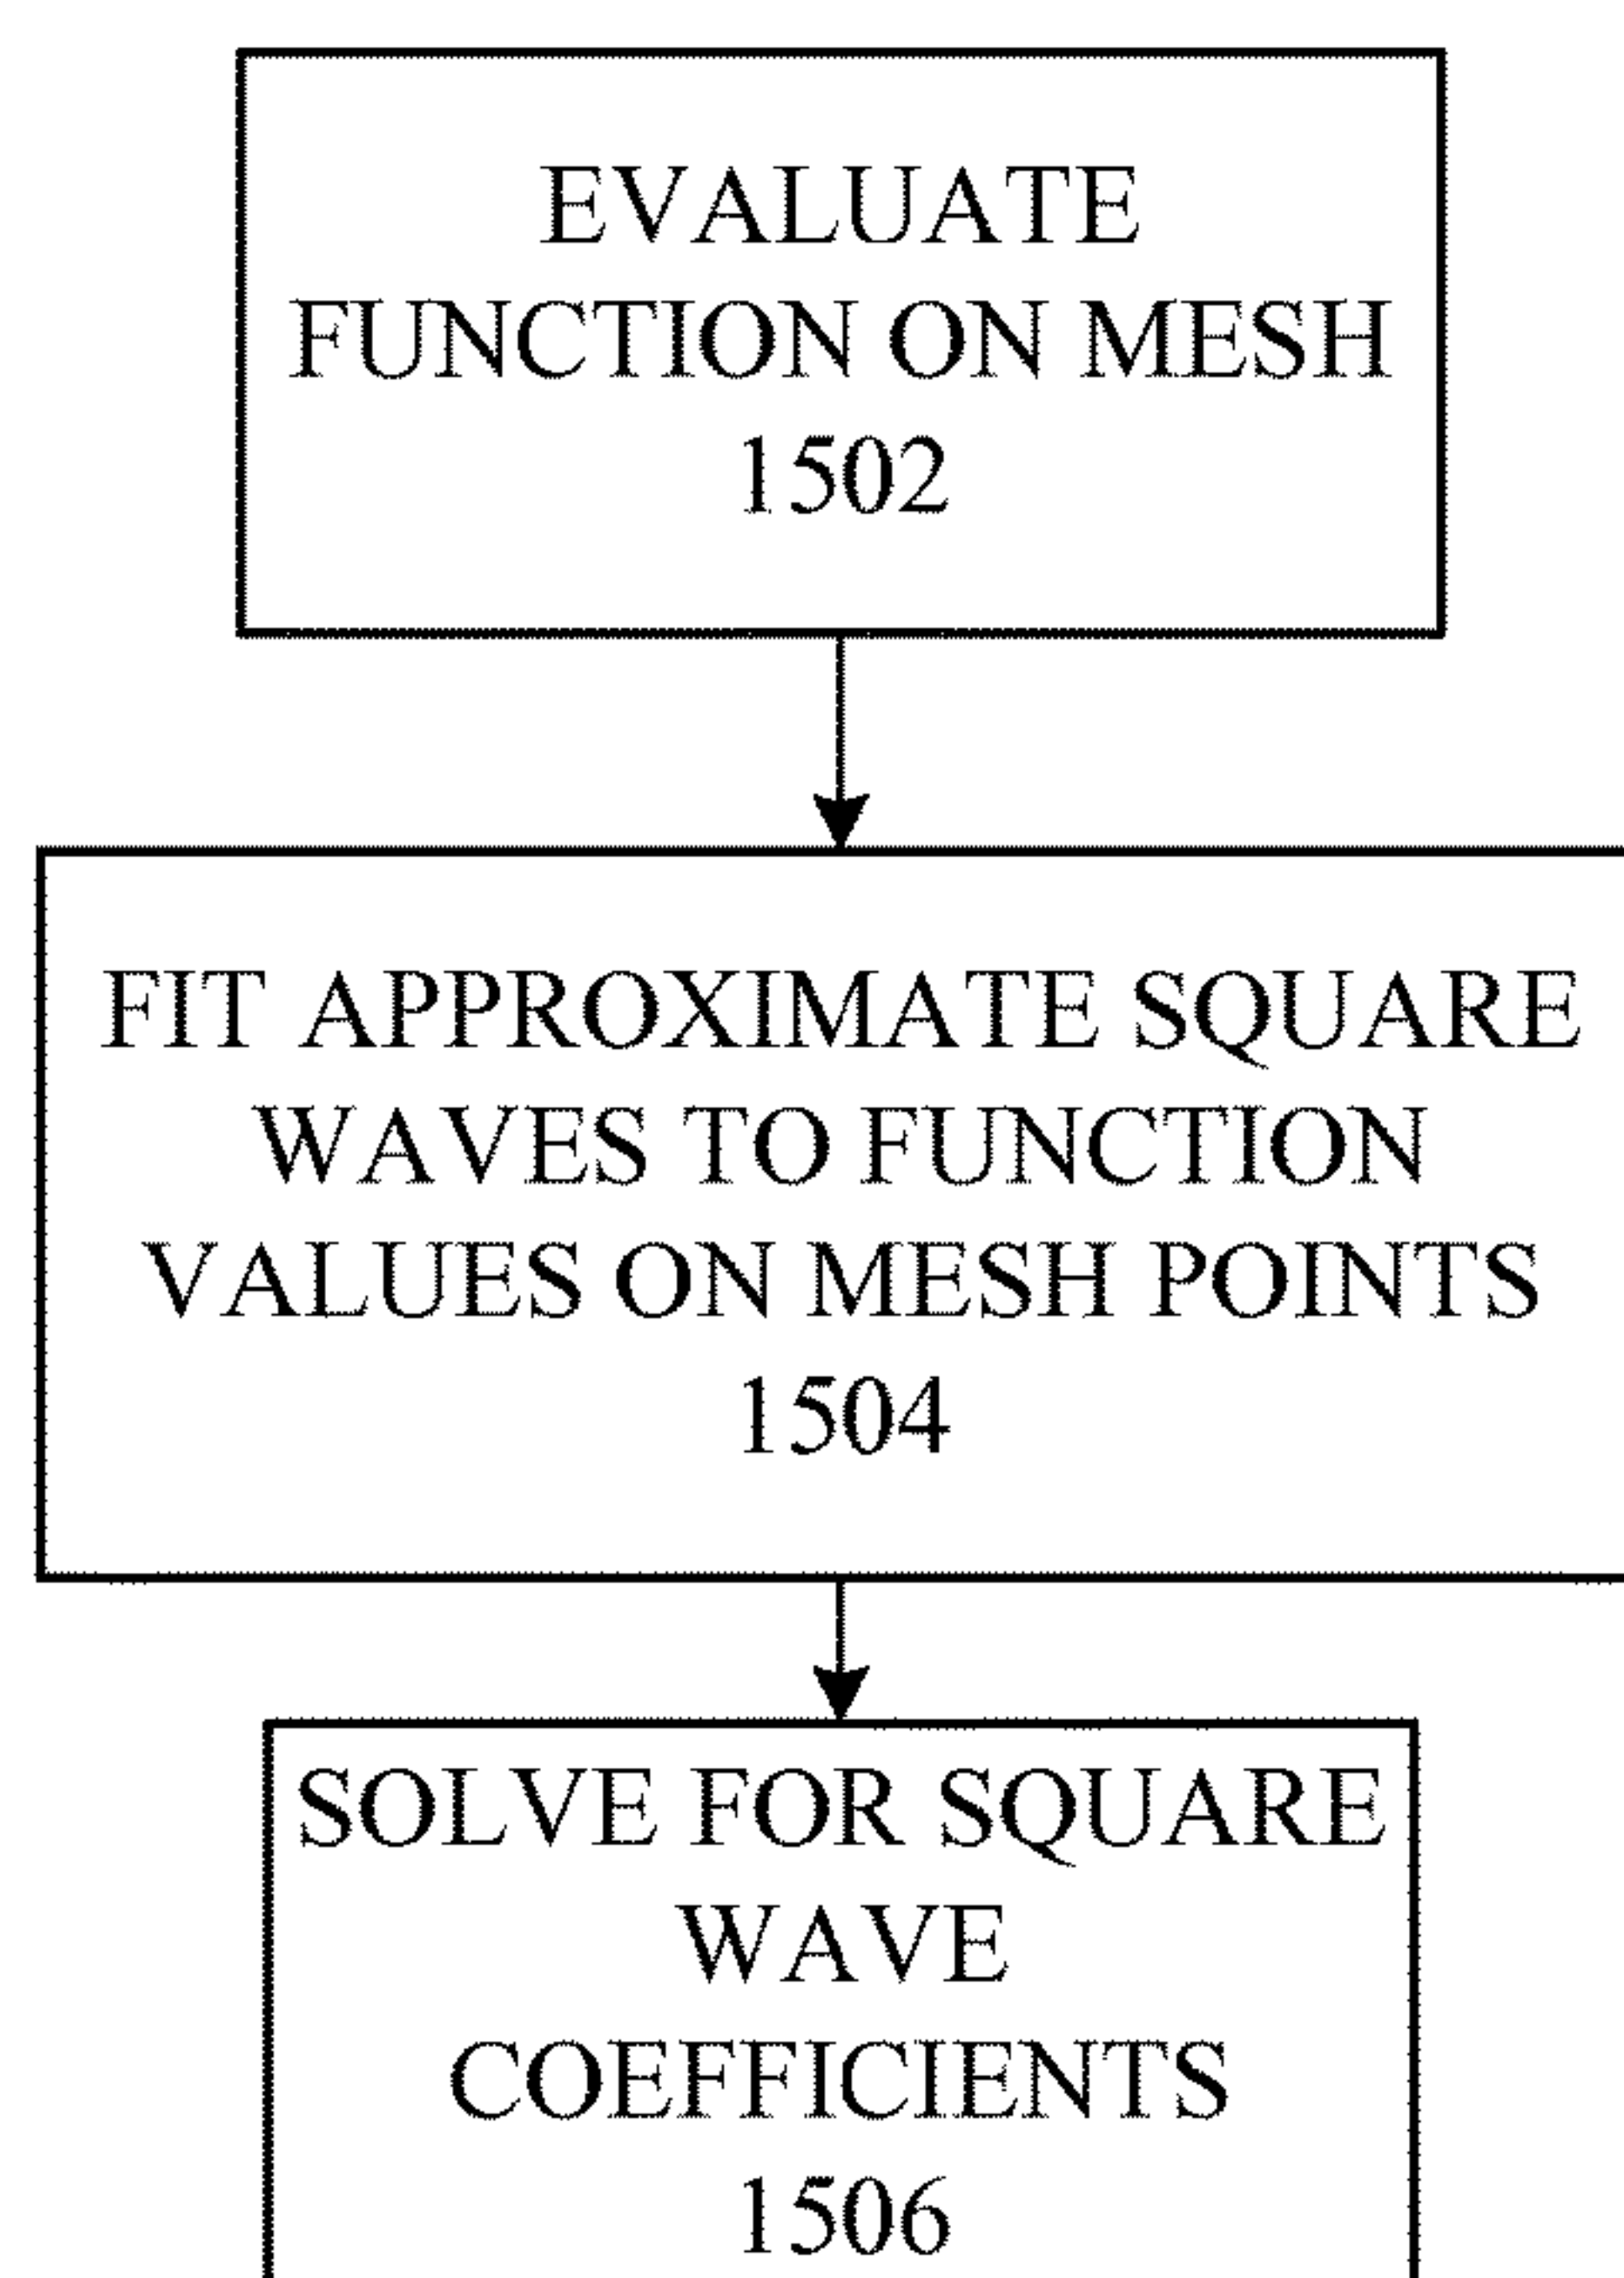 EVALUATE
FUNCTION ON MESH
1502
FIT APPROXIMATE SQUARE
WAVES TO FUNCTION
VALUES ON MESH POINTS
1504
SOLVE FOR SQUARE
WAVE
COEFFICIENTS
1506